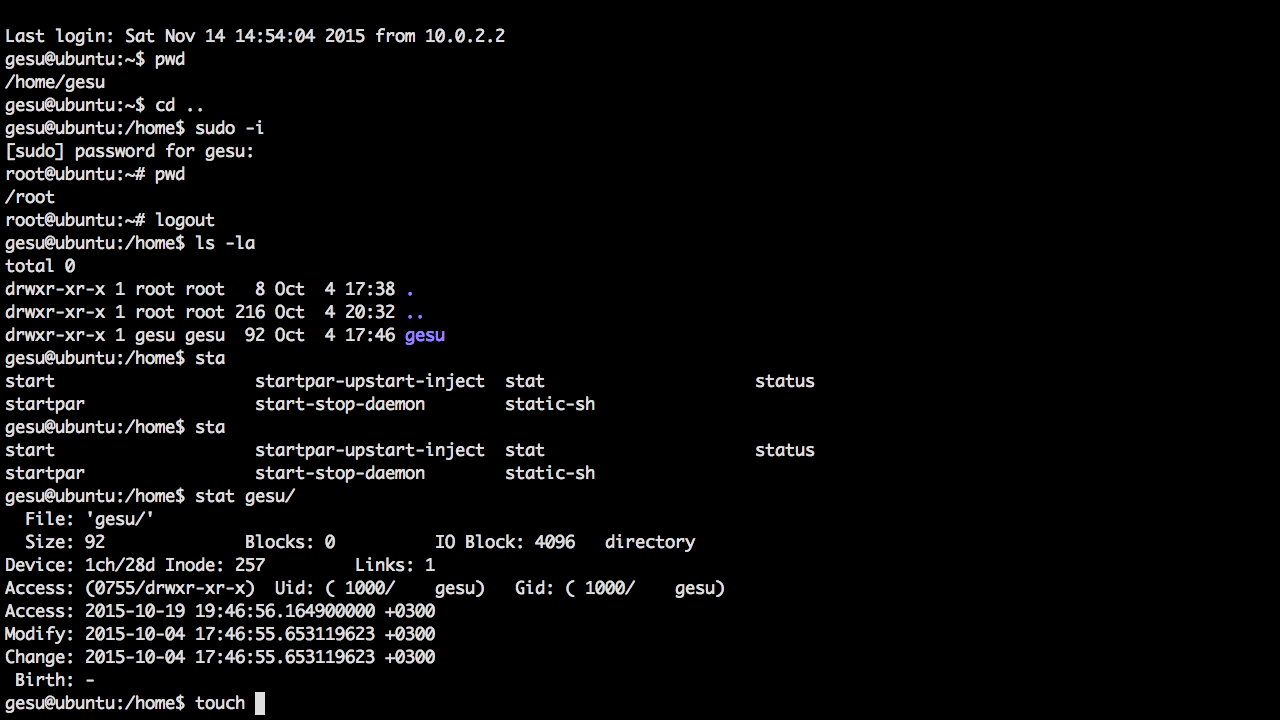 Last login: Sat Nov 14 14:54:04 2015 from 10.0.2.2
gesu@ubuntu:~$ pwd
/home/gesu
gesu@ubuntu:~$ cd ..
gesu@ubuntu:/home$ sudo -i
[sudo] password for gesu:
root@ubuntu:~# pwd
/root
root@ubuntu:~# logout
gesu@ubuntu:/home$ ls -la
total 0
drwxr-xr-x 1 root root   8 Oct  4 17:38 .
drwxr-xr-x 1 root root 216 Oct  4 20:32 ..
drwxr-xr-x 1 gesu gesu  92 Oct  4 17:46 gesu
gesu@ubuntu:/home$ sta
start                    startpar-upstart-inject  stat                     status
startpar                 start-stop-daemon        static-sh
gesu@ubuntu:/home$ sta
start                    startpar-upstart-inject  stat                     status
startpar                 start-stop-daemon        static-sh
gesu@ubuntu:/home$ stat gesu/
  File: 'gesu/'
  Size: 92              Blocks: 0          IO Block: 4096   directory
Device: 1ch/28d Inode: 257         Links: 1
Access: (0755/drwxr-xr-x)  Uid: ( 1000/    gesu)   Gid: ( 1000/    gesu)
Access: 2015-10-19 19:46:56.164900000 +0300
Modify: 2015-10-04 17:46:55.653119623 +0300
Change: 2015-10-04 17:46:55.653119623 +0300
 Birth: -
gesu@ubuntu:/home$ touch